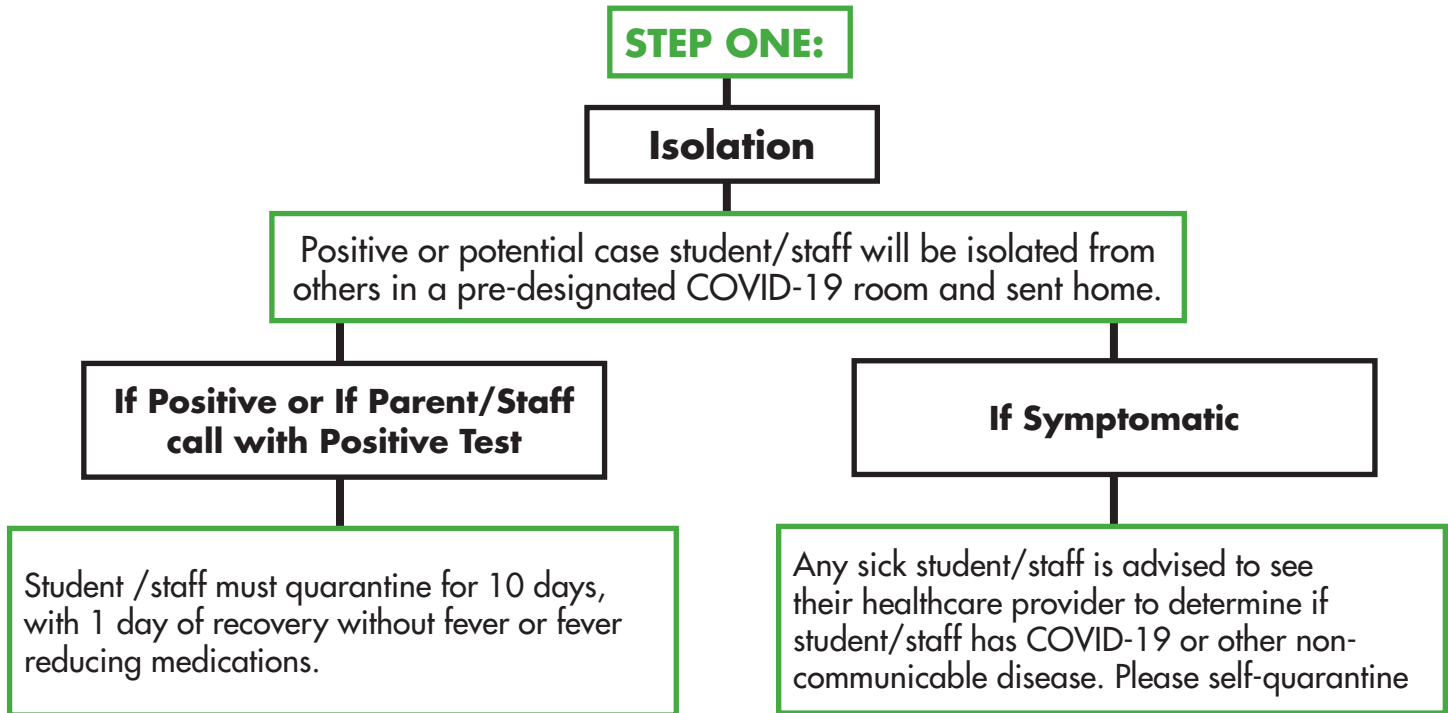 STEP ONE:
Isolation
Positive or potential case student/staff will be isolated from
others in a pre-designated COVID-19 room and sent home.
If Positive or If Parent/Staff
call with Positive Test
Student /staff must quarantine for 10 days,
with 1 day of recovery without fever or fever
reducing medications.
If Symptomatic
Any sick student/staff is advised to see
their healthcare provider to determine if
student/staff has COVID-19 or other non-
communicable disease. Please self-quarantine